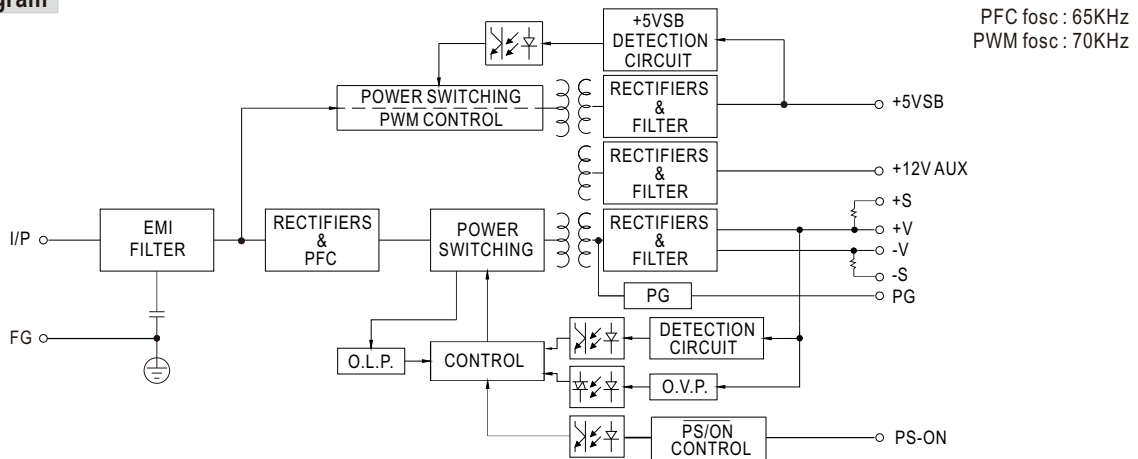 gram
PFC fosc : 65KHz
PWM fosc : 70KHz
+5VSB
DETECTION
CIRCUIT
POWER SWITCHING
PWM CONTROL
RECTIFIERS
&
FILTER
+5VSB
RECTIFIERS
&
FILTER
+12V AUX
I/P
EMI
FILTER
RECTIFIERS
&
PFC
POWER
SWITCHING
RECTIFIERS
&
FILTER
+S
+V
-V
-S
PG
PG
FG
O.L.P.
CONTROL
DETECTION
CIRCUIT
O.V.P.
PS/ON
CONTROL
PS-ON